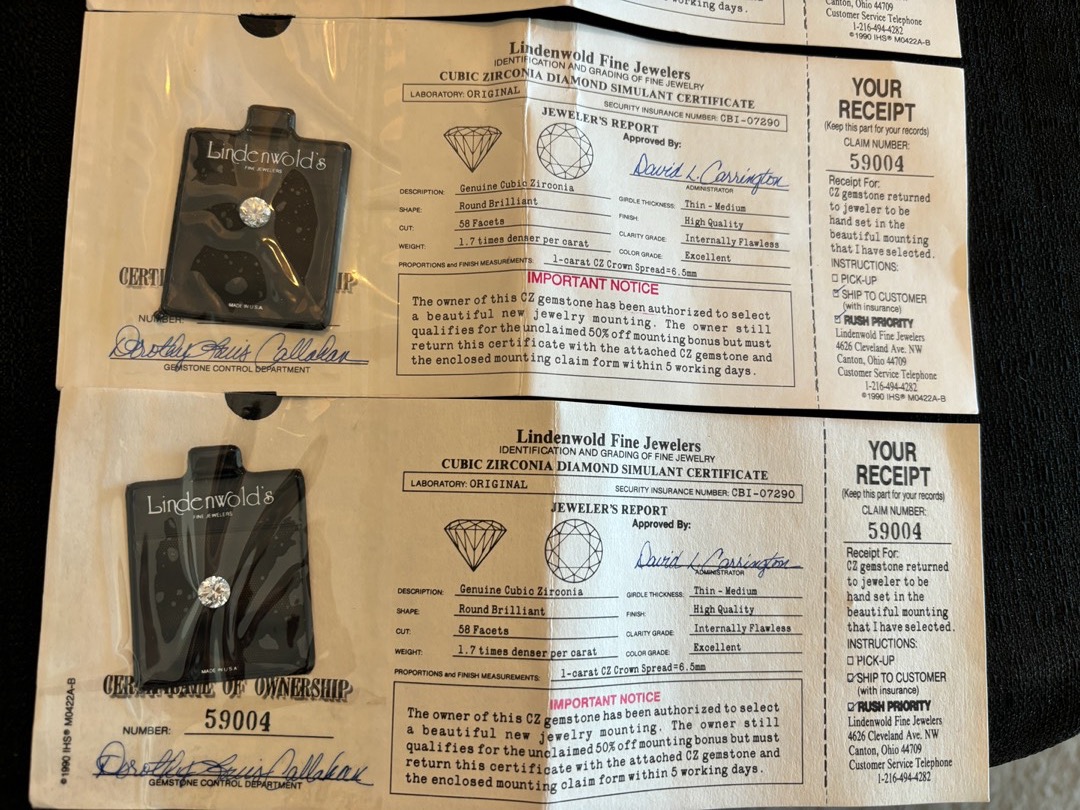 working days.
Canton, Ohio 44709
Customer Service Telephone
1-216-494-4282
©1990 IHS® M0422A-B
Lindenwold's
FINE JEWELERS
MADE IN U.S.A.
CERTI
IP
NUMBER:
Dorothy Callahan
GEMSTONE CONTROL DEPARTMENT
Lindenwold Fine Jewelers
IDENTIFICATION AND GRADING OF FINE JEWELRY
CUBIC ZIRCONIA DIAMOND SIMULANT CERTIFICATE
LABORATORY: ORIGINAL
SECURITY INSURANCE NUMBER: CBI-07290
JEWELER'S REPORT
Approved By:
David L. Carrington
ADMINISTRATOR
DESCRIPTION: Genuine Cubic Zirconia
SHAPE: Round Brilliant
CUT: 58 Facets
WEIGHT: 1.7 times denser per carat
GIRDLE THICKNESS: Thin - Medium
FINISH: High Quality
CLARITY GRADE: Internally Flawless
COLOR GRADE: Excellent
PROPORTIONS and FINISH MEASUREMENTS: 1-carat CZ Crown Spread=6.5mm
IMPORTANT NOTICE
The owner of this CZ gemstone has been authorized to select
a beautiful new jewelry mounting. The owner still
qualifies for the unclaimed 50% off mounting bonus but must
return this certificate with the attached CZ gemstone and
the enclosed mounting claim form within 5 working days.
YOUR
RECEIPT
(Keep this part for your records)
CLAIM NUMBER:
59004
Receipt For:
CZ gemstone returned
to jeweler to be
hand set in the
beautiful mounting
that I have selected.
INSTRUCTIONS:
PICK-UP
SHIP TO CUSTOMER
(with insurance)
RUSH PRIORITY
Lindenwold Fine Jewelers
4626 Cleveland Ave. NW
Canton, Ohio 44709
Customer Service Telephone
1-216-494-4282
©1990 IHS® M0422A-B
Lindenwold's
FINE JEWELERS
MADE IN U.S.A.
CERTIFICATE OF OWNERSHIP
NUMBER: 59004
Dorothy Callahan
GEMSTONE CONTROL DEPARTMENT
©1990 IHS® M0422A-B
Lindenwold Fine Jewelers
IDENTIFICATION AND GRADING OF FINE JEWELRY
CUBIC ZIRCONIA DIAMOND SIMULANT CERTIFICATE
LABORATORY: ORIGINAL
SECURITY INSURANCE NUMBER: CBI-07290
JEWELER'S REPORT
Approved By:
David L. Carrington
ADMINISTRATOR
DESCRIPTION: Genuine Cubic Zirconia
SHAPE: Round Brilliant
CUT: 58 Facets
WEIGHT: 1.7 times denser per carat
GIRDLE THICKNESS: Thin - Medium
FINISH: High Quality
CLARITY GRADE: Internally Flawless
COLOR GRADE: Excellent
PROPORTIONS and FINISH MEASUREMENTS: 1-carat CZ Crown Spread=6.5mm
IMPORTANT NOTICE
The owner of this CZ gemstone has been authorized to select
a beautiful new jewelry mounting. The owner still
qualifies for the unclaimed 50% off mounting bonus but must
return this certificate with the attached CZ gemstone and
the enclosed mounting claim form within 5 working days.
YOUR
RECEIPT
(Keep this part for your records)
CLAIM NUMBER:
59004
Receipt For:
CZ gemstone returned
to jeweler to be
hand set in the
beautiful mounting
that I have selected.
INSTRUCTIONS:
PICK-UP
SHIP TO CUSTOMER
(with insurance)
RUSH PRIORITY
Lindenwold Fine Jewelers
4626 Cleveland Ave. NW
Canton, Ohio 44709
Customer Service Telephone
1-216-494-4282